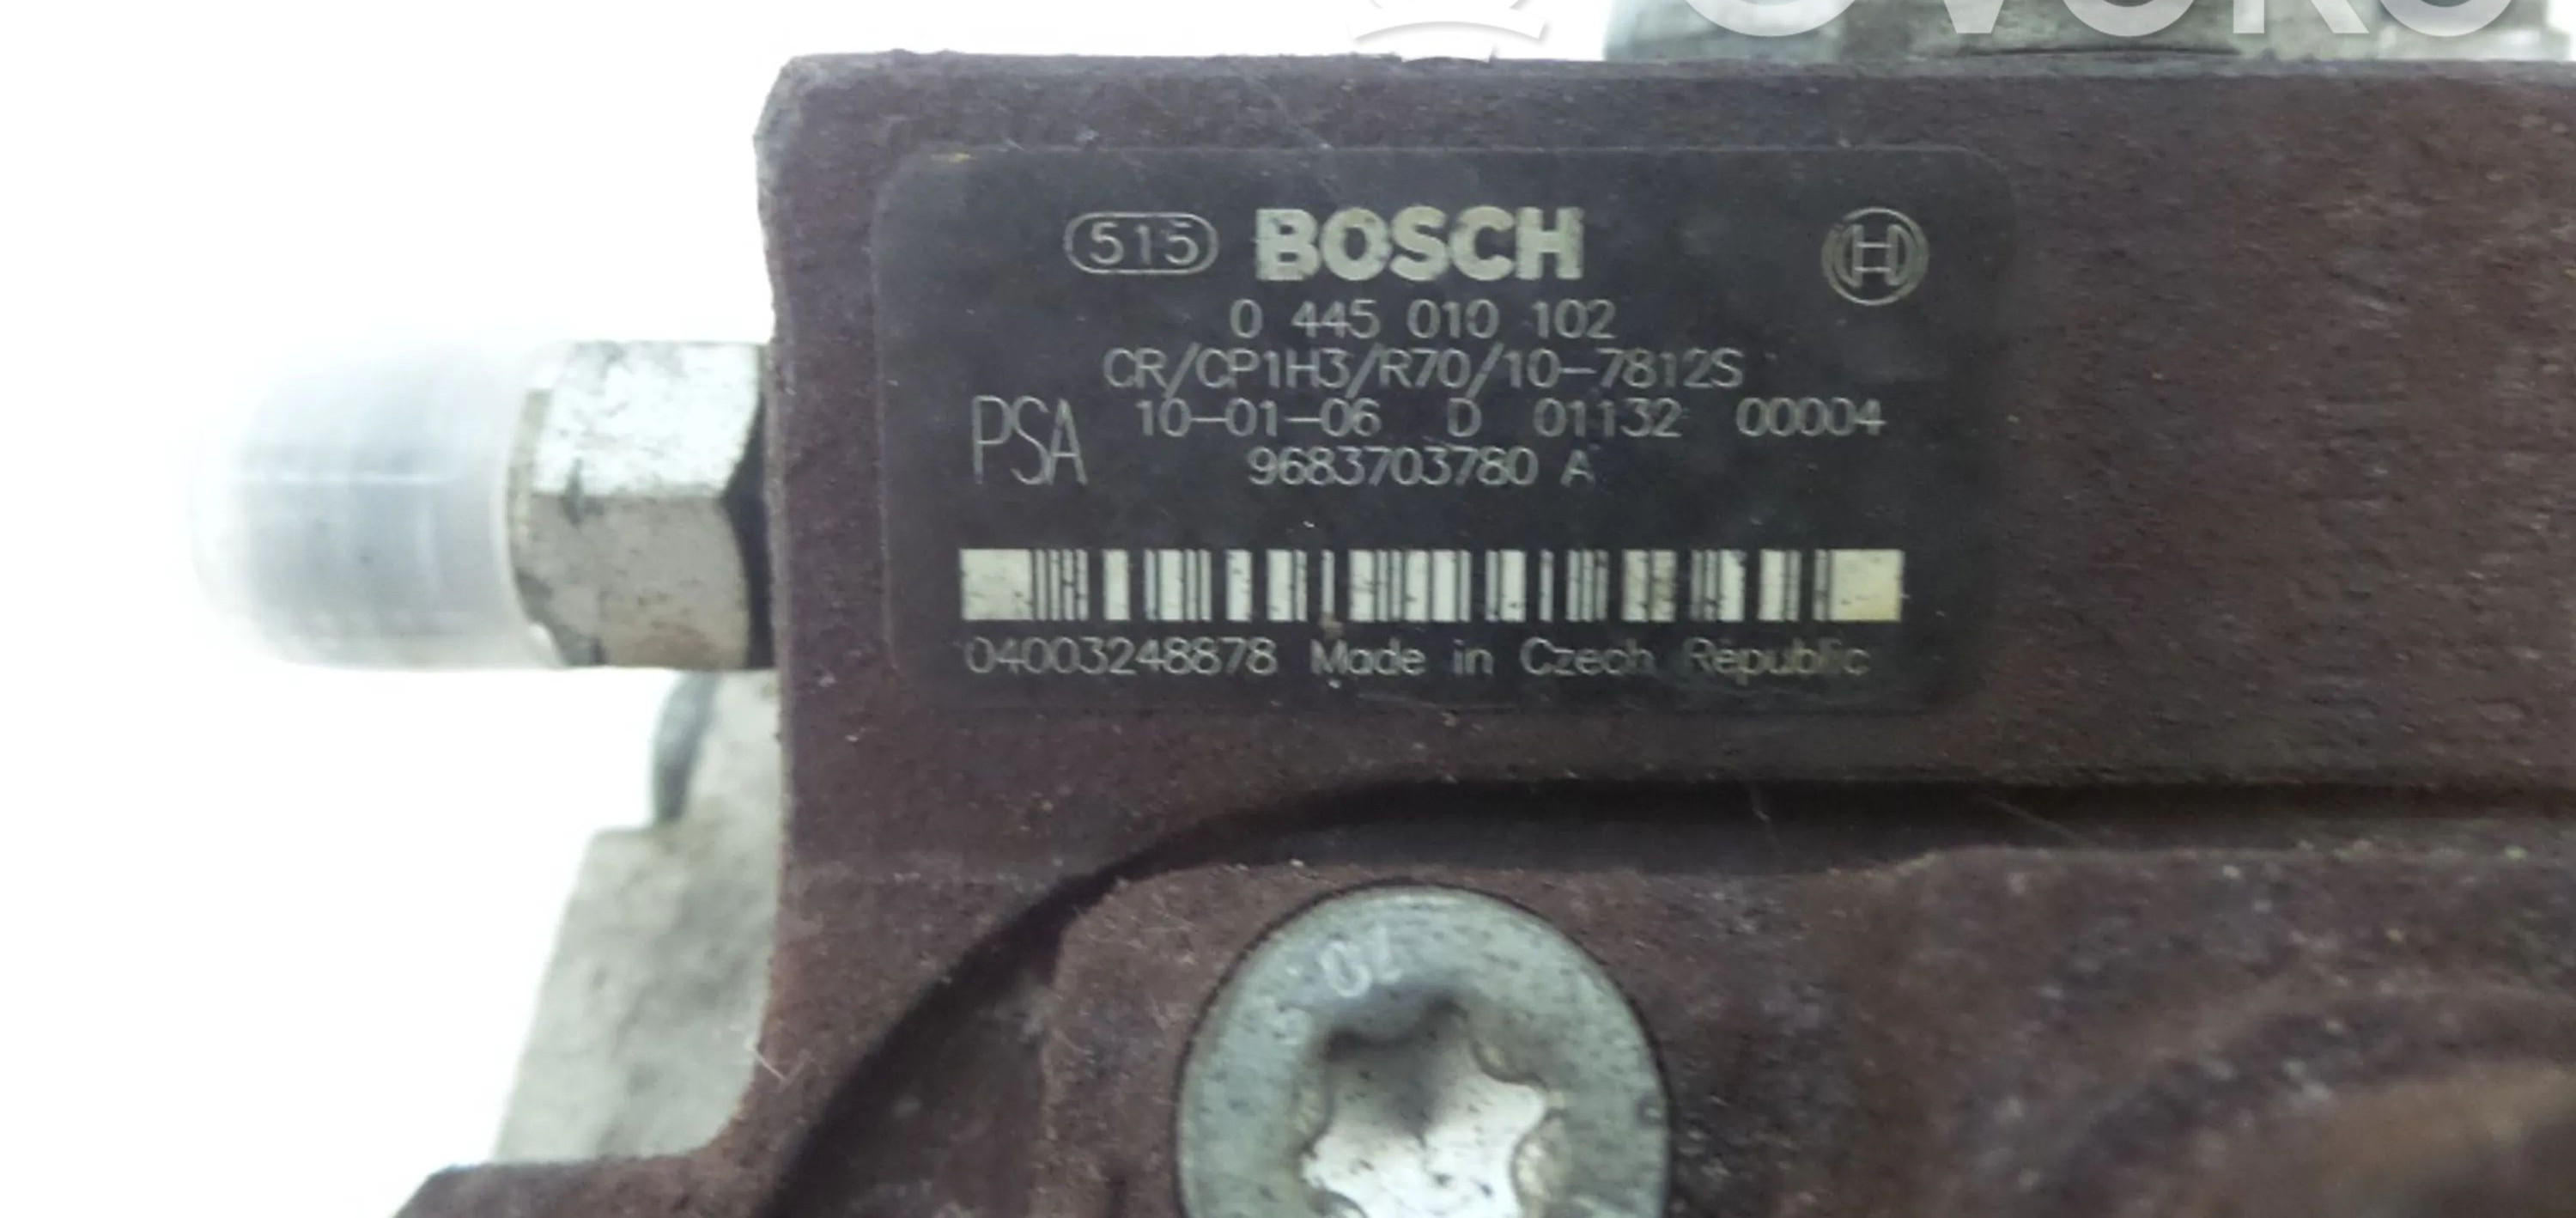 515 BOSCH
0 445 010 102
CR/CP1H3/R70/10-7812S
PSA 10-01-06 D 01132 00004
9683703780 A
04003248878 Made in Czech Republic